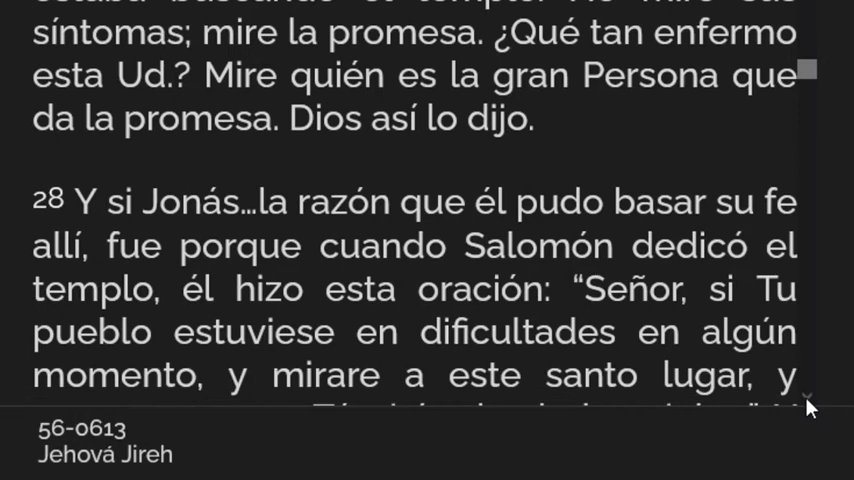 síntomas; mire la promesa. ¿Qué tan enfermo
esta Ud.? Mire quién es la gran Persona que
da la promesa. Dios así lo dijo.
28 Y si Jonás...la razón que él pudo basar su fe
allí, fue porque cuando Salomón dedicó el
templo, él hizo esta oración: “Señor, si Tu
pueblo estuviese en dificultades en algún
momento, y mirare a este santo lugar, y
56-0613
Jehová Jireh